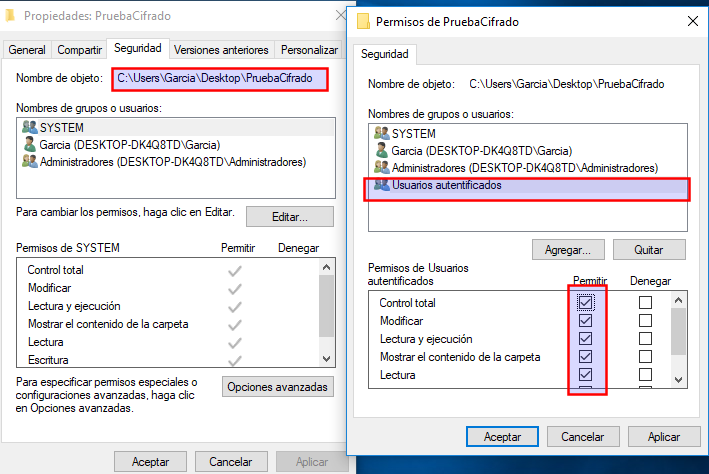 Propiedades: PruebaCifrado
General Compartir Seguridad Versiones anteriores Personalizar
Nombre de objeto: C:\Users\Garcia\Desktop\PruebaCifrado
Nombres de grupos o usuarios:
SYSTEM
Garcia (DESKTOP-DK4Q8TD\Garcia)
Administradores (DESKTOP-DK4Q8TD\Administradores)
Para cambiar los permisos, haga clic en Editar. Editar...
Permisos de SYSTEM Permitir Denegar
Control total
Modificar
Lectura y ejecución
Mostrar el contenido de la carpeta
Lectura
Escritura
Para especificar permisos especiales o
configuraciones avanzadas, haga clic
en Opciones avanzadas.
Opciones avanzadas
Aceptar Cancelar Aplicar
Permisos de PruebaCifrado
Seguridad
Nombre de objeto: C:\Users\Garcia\Desktop\PruebaCifrado
Nombres de grupos o usuarios:
SYSTEM
Garcia (DESKTOP-DK4Q8TD\Garcia)
Administradores (DESKTOP-DK4Q8TD\Administradores)
Usuarios autentificados
Agregar... Quitar
Permisos de Usuarios
autentificados Permitir Denegar
Control total
Modificar
Lectura y ejecución
Mostrar el contenido de la carpeta
Lectura
Aceptar Cancelar Aplicar